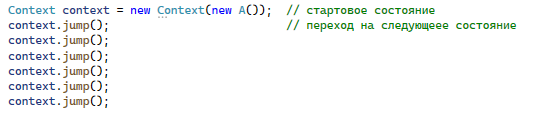 Context context = new Context(new A());  // стартовое состояние
context.jump();                          // переход на следующеее состояние
context.jump();
context.jump();
context.jump();
context.jump();
context.jump();